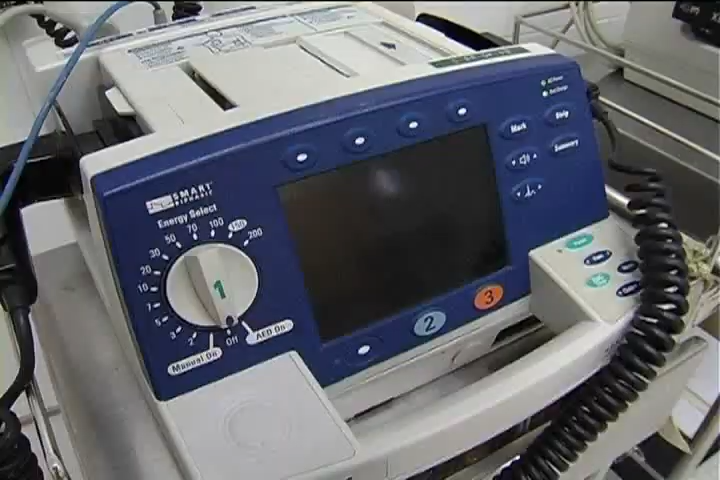 SMART
BIPHASIC
Energy Select
2
3
5
7
10
20
30
50
70
100
150
200
1
Manual On
Off
AED On
2
3
Mark
Strip
Summary